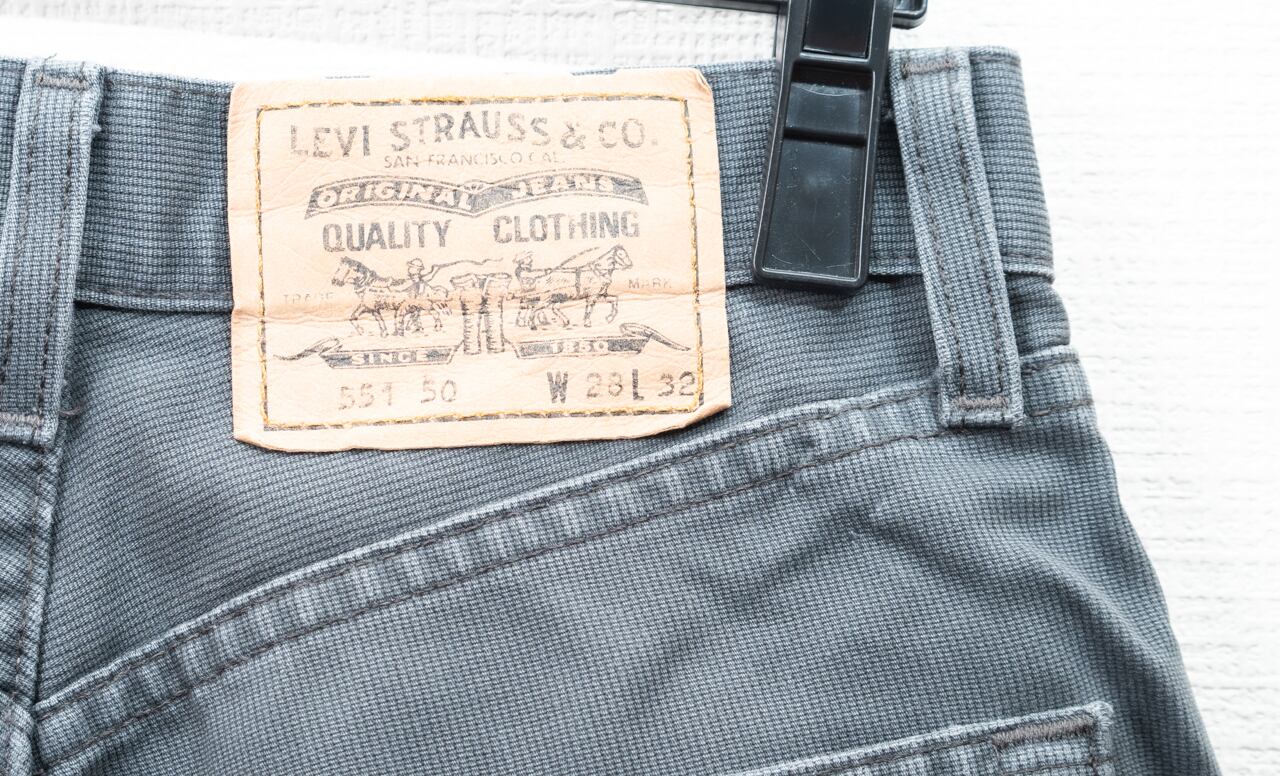 LEVI STRAUSS & CO.
SAN FRANCISCO CAL.
ORIGINAL JEANS
QUALITY CLOTHING
TRADE MARK
SINCE 1850
551 50 W 28 L 32